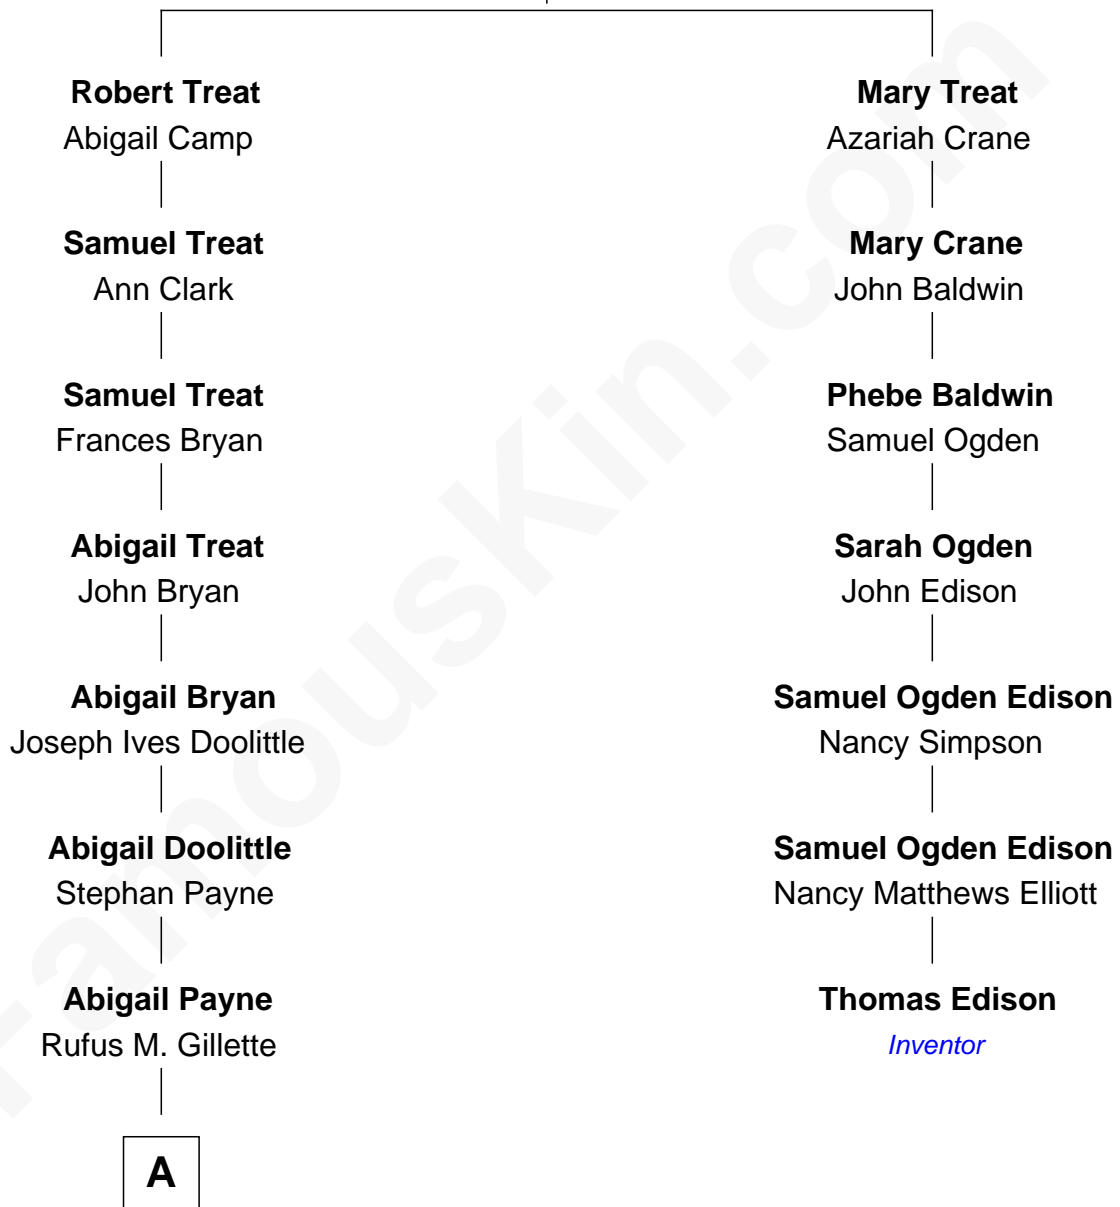 Robert Treat
Abigail Camp
Samuel Treat
Ann Clark
Samuel Treat
Frances Bryan
Abigail Treat
John Bryan
Abigail Bryan
Joseph Ives Doolittle
Abigail Doolittle
Stephan Payne
Abigail Payne
Rufus M. Gillette
A
Mary Treat
Azariah Crane
Mary Crane
John Baldwin
Phebe Baldwin
Samuel Ogden
Sarah Ogden
John Edison
Samuel Ogden Edison
Nancy Simpson
Samuel Ogden Edison
Nancy Matthews Elliott
Thomas Edison
Inventor
FamousKin.com